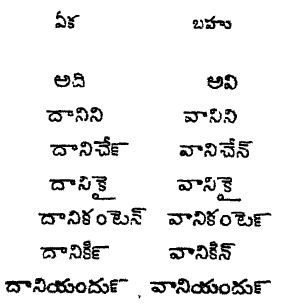 ఏక బహు
అది అవి
దానిని వానిని
దానిచేన్ వానిచేన్
దానికై వానికై
దానికంటెన్ వానికంటెన్
దానికిన్ వానికిన్
దానియందున్ , వానియందున్